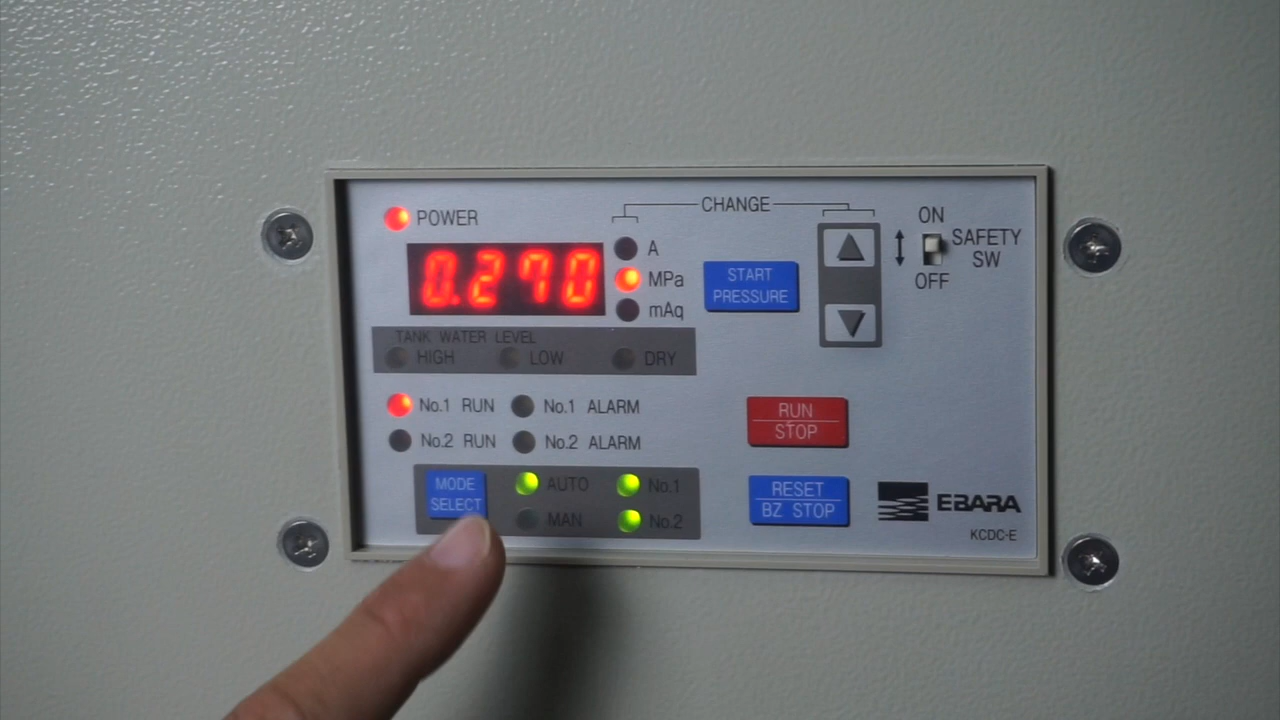 POWER
CHANGE
ON
SAFETY
SW
OFF
0.270
A
MPa
mAq
START
PRESSURE
TANK WATER LEVEL
HIGH
LOW
DRY
No.1 RUN
No.1 ALARM
No.2 RUN
No.2 ALARM
RUN
STOP
MODE
SELECT
AUTO
No.1
MAN
No.2
RESET
BZ STOP
EBARA
KCDC-E